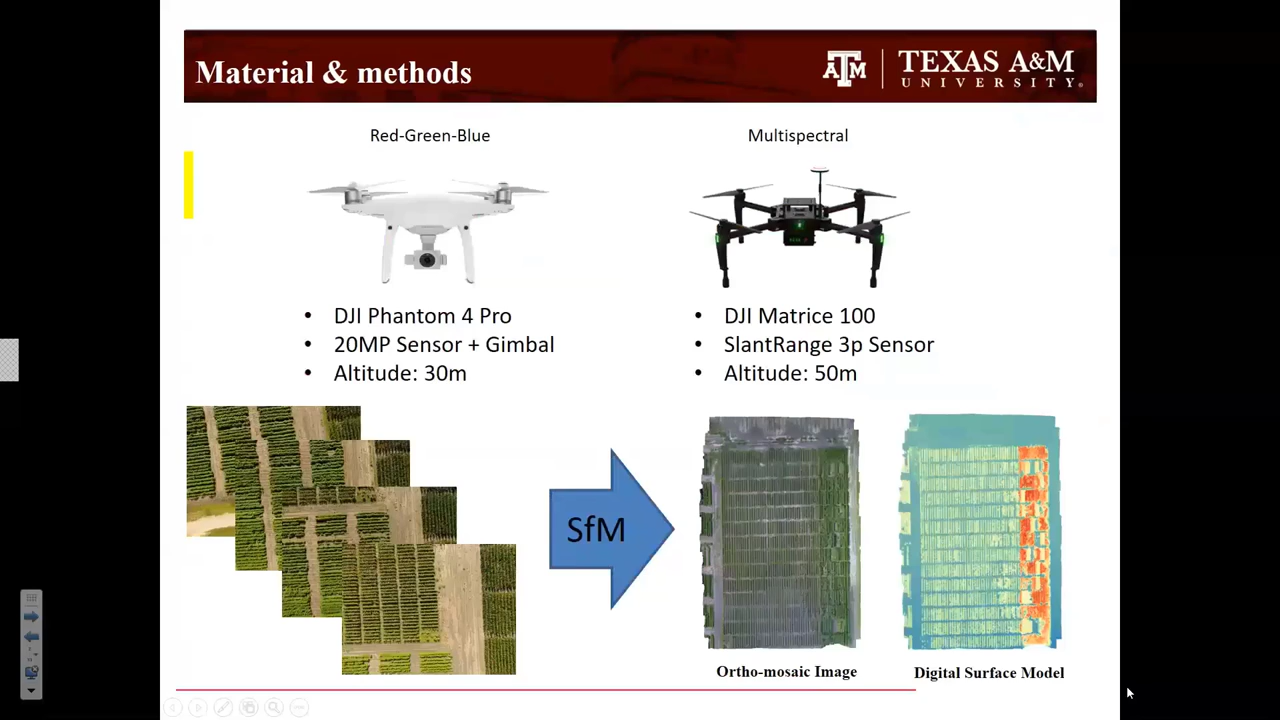 Material & methods
ATM
TEXAS A&M
UNIVERSITY®
Red-Green-Blue
Multispectral
• DJI Phantom 4 Pro
• 20MP Sensor + Gimbal
• Altitude: 30m
• DJI Matrice 100
• SlantRange 3p Sensor
• Altitude: 50m
SfM
Ortho-mosaic Image
Digital Surface Model